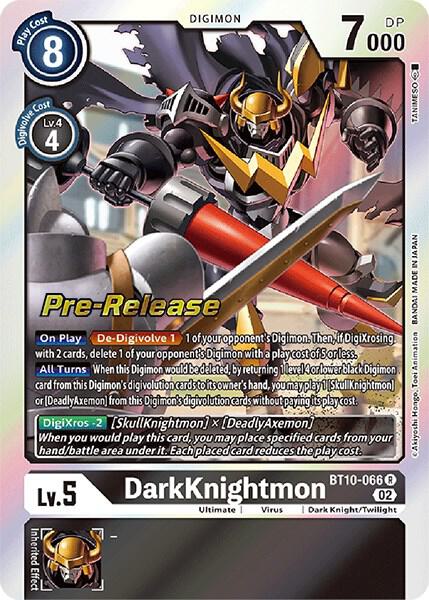 DIGIMON
Play Cost
8
7000
DP
Digivolve Cost
Lv.4
4
TANIMESO
BANDAI MADE IN JAPAN
© Akiyoshi Hongo, Toei Animation
Pre-Release
On Play De-Digivolve 1 1 of your opponent's Digimon. Then, if DigiXrosing
with 2 cards, delete 1 of your opponent's Digimon with a play cost of 5 or less.
All Turns When this Digimon would be deleted, by returning 1 level 4 or lower black Digimon
card from this Digimon's digivolution cards to its owner's hand, you may play 1 [SkullKnightmon]
or [DeadlyAxemon] from this Digimon's digivolution cards without paying its play cost.
DigiXros -2 [SkullKnightmon] × [DeadlyAxemon]
When you would play this card, you may place specified cards from your
hand/battle area under it. Each placed card reduces the play cost.
Lv.5
DarkKnightmon
BT10-066 R
02
Ultimate | Virus | Dark Knight/Twilight
Inherited Effect
-